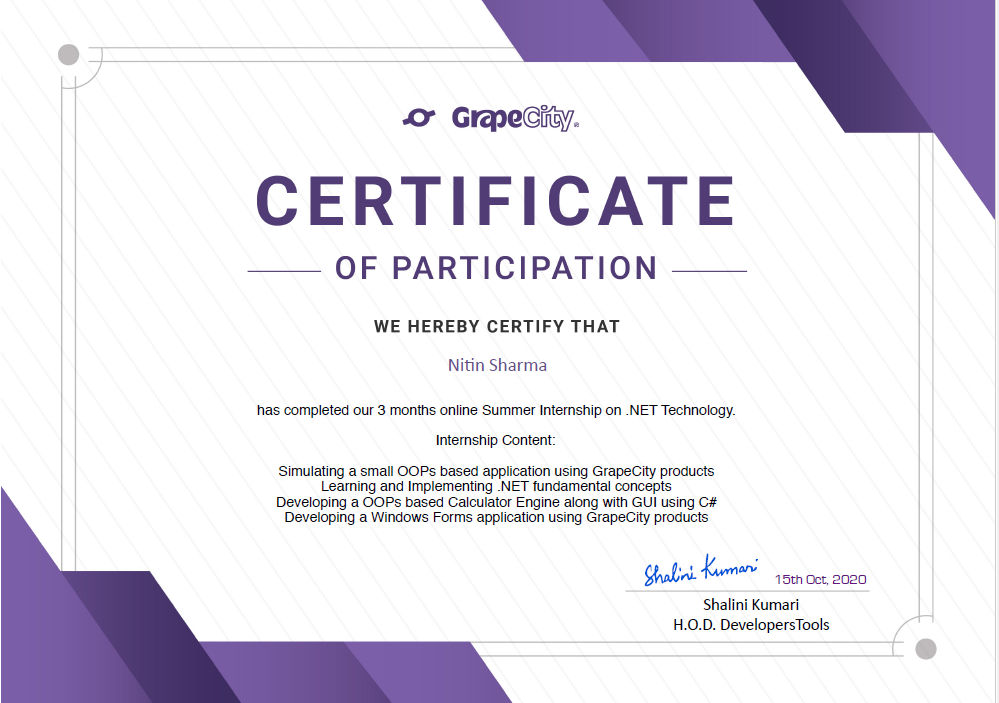 GrapeCity®
CERTIFICATE
OF PARTICIPATION
WE HEREBY CERTIFY THAT
Nitin Sharma
has completed our 3 months online Summer Internship on .NET Technology.
Internship Content:
Simulating a small OOPs based application using GrapeCity products
Learning and Implementing .NET fundamental concepts
Developing a OOPs based Calculator Engine along with GUI using C#
Developing a Windows Forms application using GrapeCity products
Shalini Kumari 15th Oct, 2020
Shalini Kumari
H.O.D. DevelopersTools